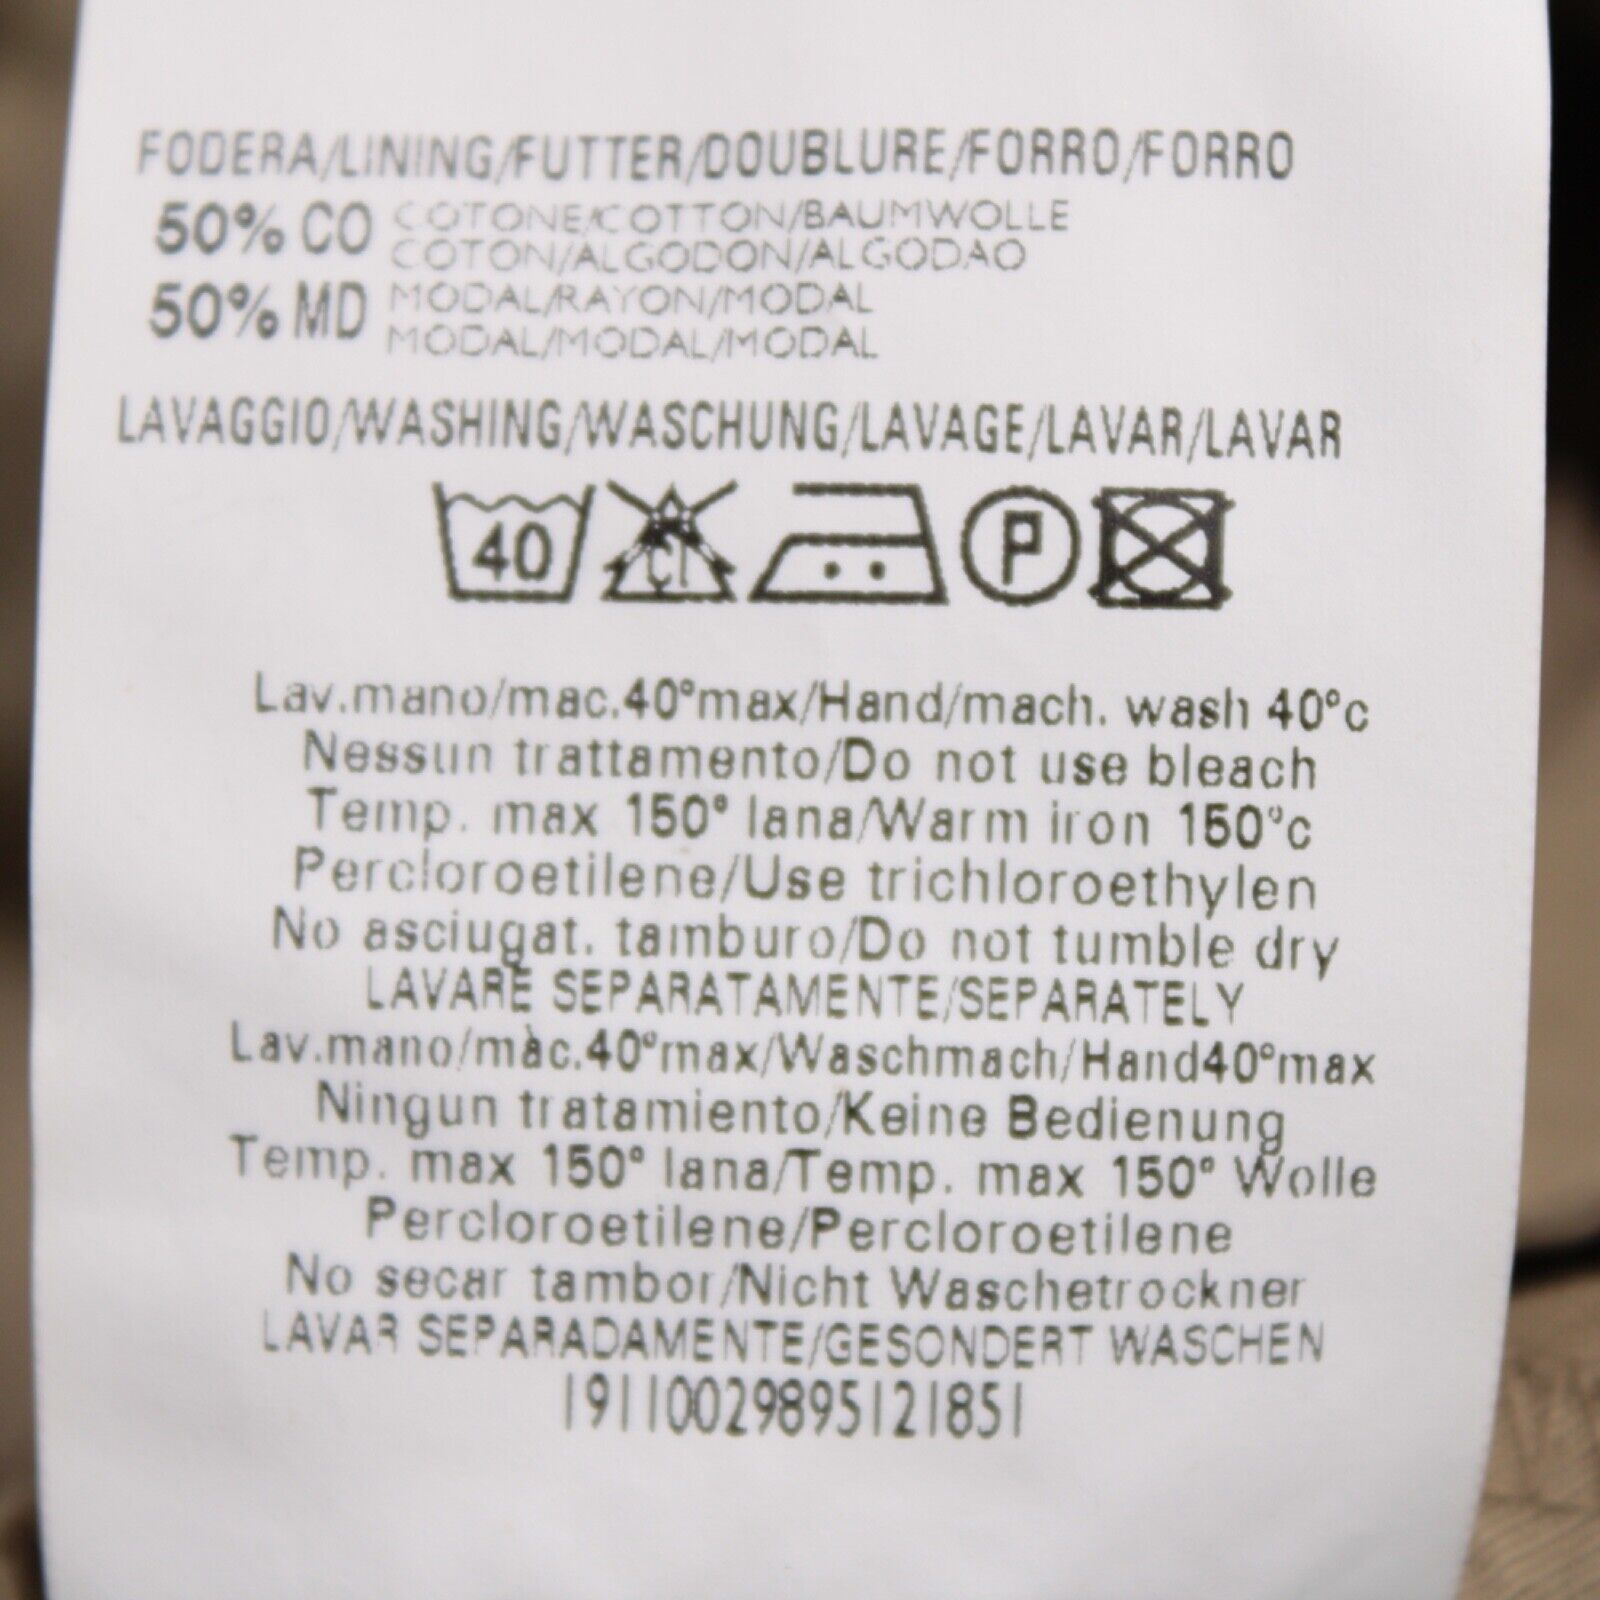 FODERA/LINING/FUTTER/DOUBLURE/FORRO/FORRO
50% CO COTONE/COTTON/BAUMWOLLE
COTON/ALGODON/ALGODAO
50% MD MODAL/RAYON/MODAL
MODAL/MODAL/MODAL
LAVAGGIO/WASHING/WASCHUNG/LAVAGE/LAVAR/LAVAR
40 Cl P
Lav.mano/mac.40°max/Hand/mach. wash 40°c
Nessun trattamento/Do not use bleach
Temp. max 150° lana/Warm iron 150°c
Percloroetilene/Use trichloroethylen
No asciugat. tamburo/Do not tumble dry
LAVARE SEPARATAMENTE/SEPARATELY
Lav.mano/màc.40°max/Waschmach/Hand40°max
Ningun tratamiento/Keine Bedienung
Temp. max 150° lana/Temp. max 150° Wolle
Percloroetilene/Percloroetilene
No secar tambor/Nicht Waschetrockner
LAVAR SEPARADAMENTE/GESONDERT WASCHEN
19110029895121851